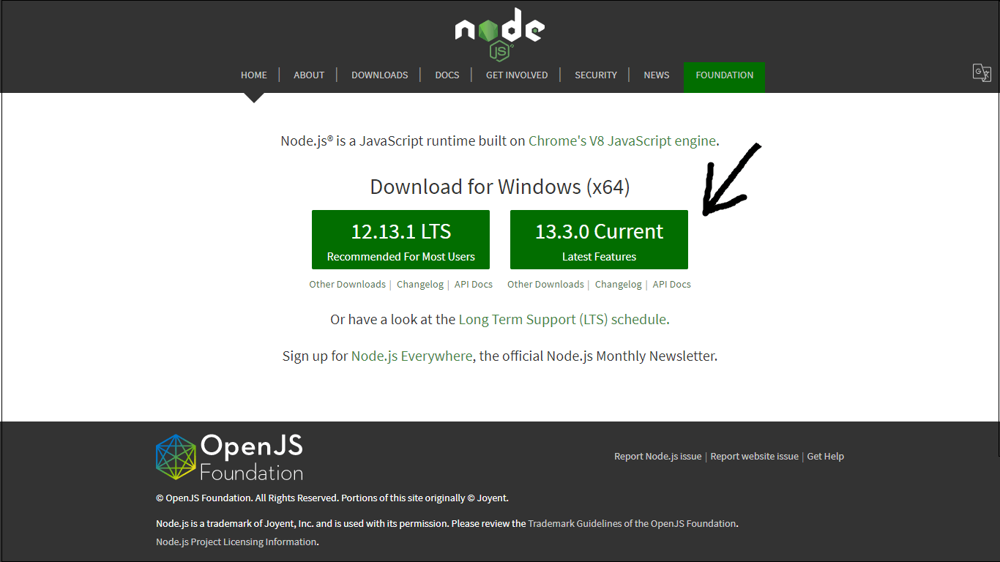 node
JS
HOME | ABOUT | DOWNLOADS | DOCS | GET INVOLVED | SECURITY | NEWS FOUNDATION
Node.js® is a JavaScript runtime built on Chrome's V8 JavaScript engine.
Download for Windows (x64)
12.13.1 LTS
Recommended For Most Users
13.3.0 Current
Latest Features
Other Downloads | Changelog | API Docs
Other Downloads | Changelog | API Docs
Or have a look at the Long Term Support (LTS) schedule.
Sign up for Node.js Everywhere, the official Node.js Monthly Newsletter.
OpenJS
Foundation
Report Node.js issue | Report website issue | Get Help
© OpenJS Foundation. All Rights Reserved. Portions of this site originally © Joyent.
Node.js is a trademark of Joyent, Inc. and is used with its permission. Please review the Trademark Guidelines of the OpenJS Foundation.
Node.js Project Licensing Information.